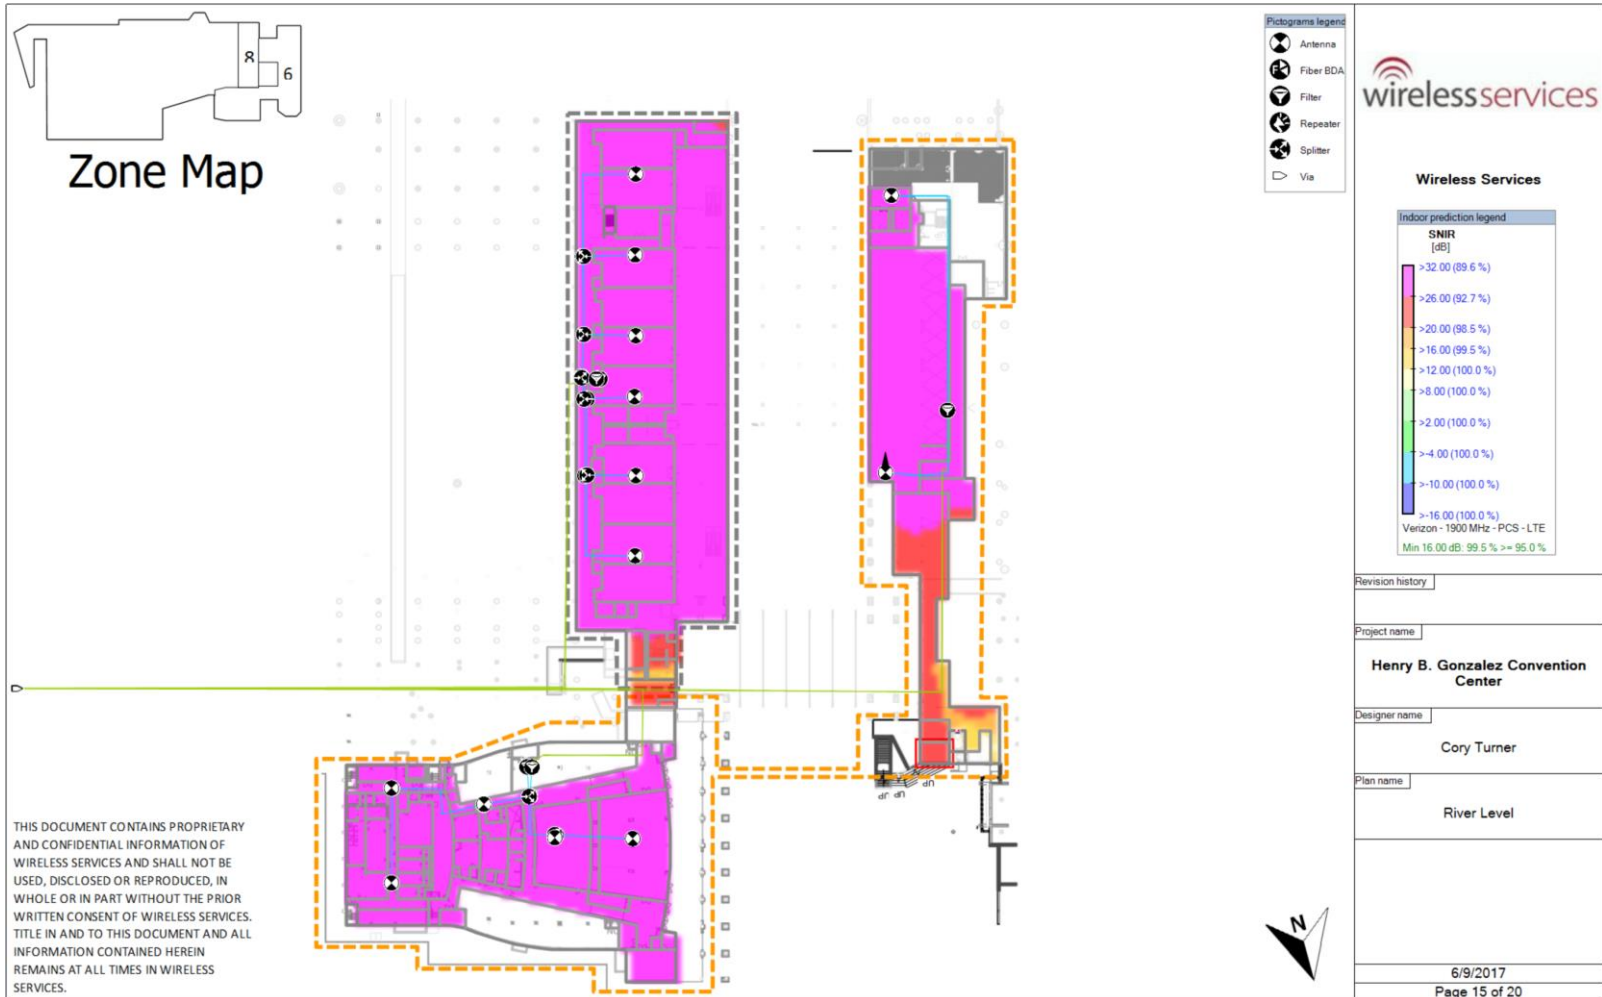 8
9
Zone Map
Pictograms legend
Antenna
Fiber BDA
Filter
Repeater
Splitter
Via
wirelessservices
Wireless Services
Indoor prediction legend
SNIR
[dB]
>32.00 (89.6 %)
>26.00 (92.7 %)
>20.00 (98.5 %)
>16.00 (99.5 %)
>12.00 (100.0 %)
>8.00 (100.0 %)
>2.00 (100.0 %)
>-4.00 (100.0 %)
>-10.00 (100.0 %)
>-16.00 (100.0 %)
Verizon - 1900 MHz - PCS - LTE
Min 16.00 dB: 99.5 % >= 95.0 %
Revision history
Project name
Henry B. Gonzalez Convention
Center
Designer name
Cory Turner
Plan name
River Level
UP
UP
UP
THIS DOCUMENT CONTAINS PROPRIETARY
AND CONFIDENTIAL INFORMATION OF
WIRELESS SERVICES AND SHALL NOT BE
USED, DISCLOSED OR REPRODUCED, IN
WHOLE OR IN PART WITHOUT THE PRIOR
WRITTEN CONSENT OF WIRELESS SERVICES.
TITLE IN AND TO THIS DOCUMENT AND ALL
INFORMATION CONTAINED HEREIN
REMAINS AT ALL TIMES IN WIRELESS
SERVICES.
N
6/9/2017
Page 15 of 20